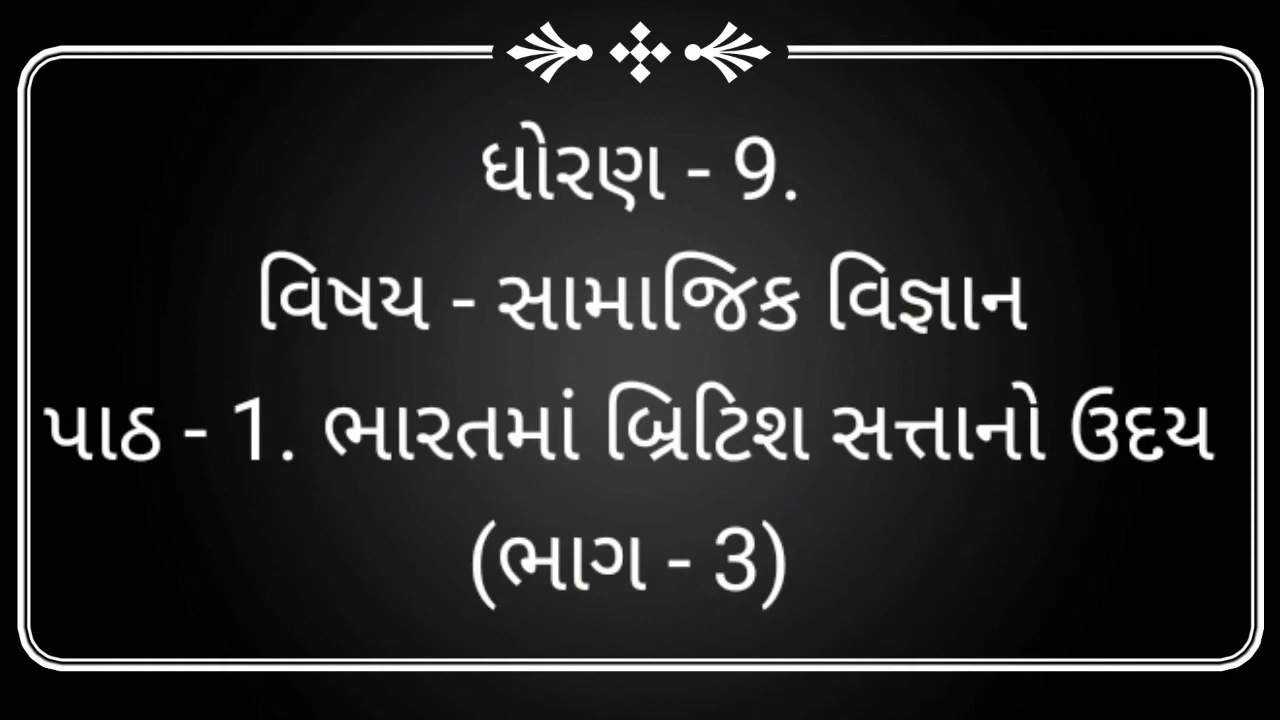 ધોરણ - 9.
વિષય - સામાજિક વિજ્ઞાન
પાઠ - 1. ભારતમાં બ્રિટિશ સત્તાનો ઉદય
(ભાગ - 3)